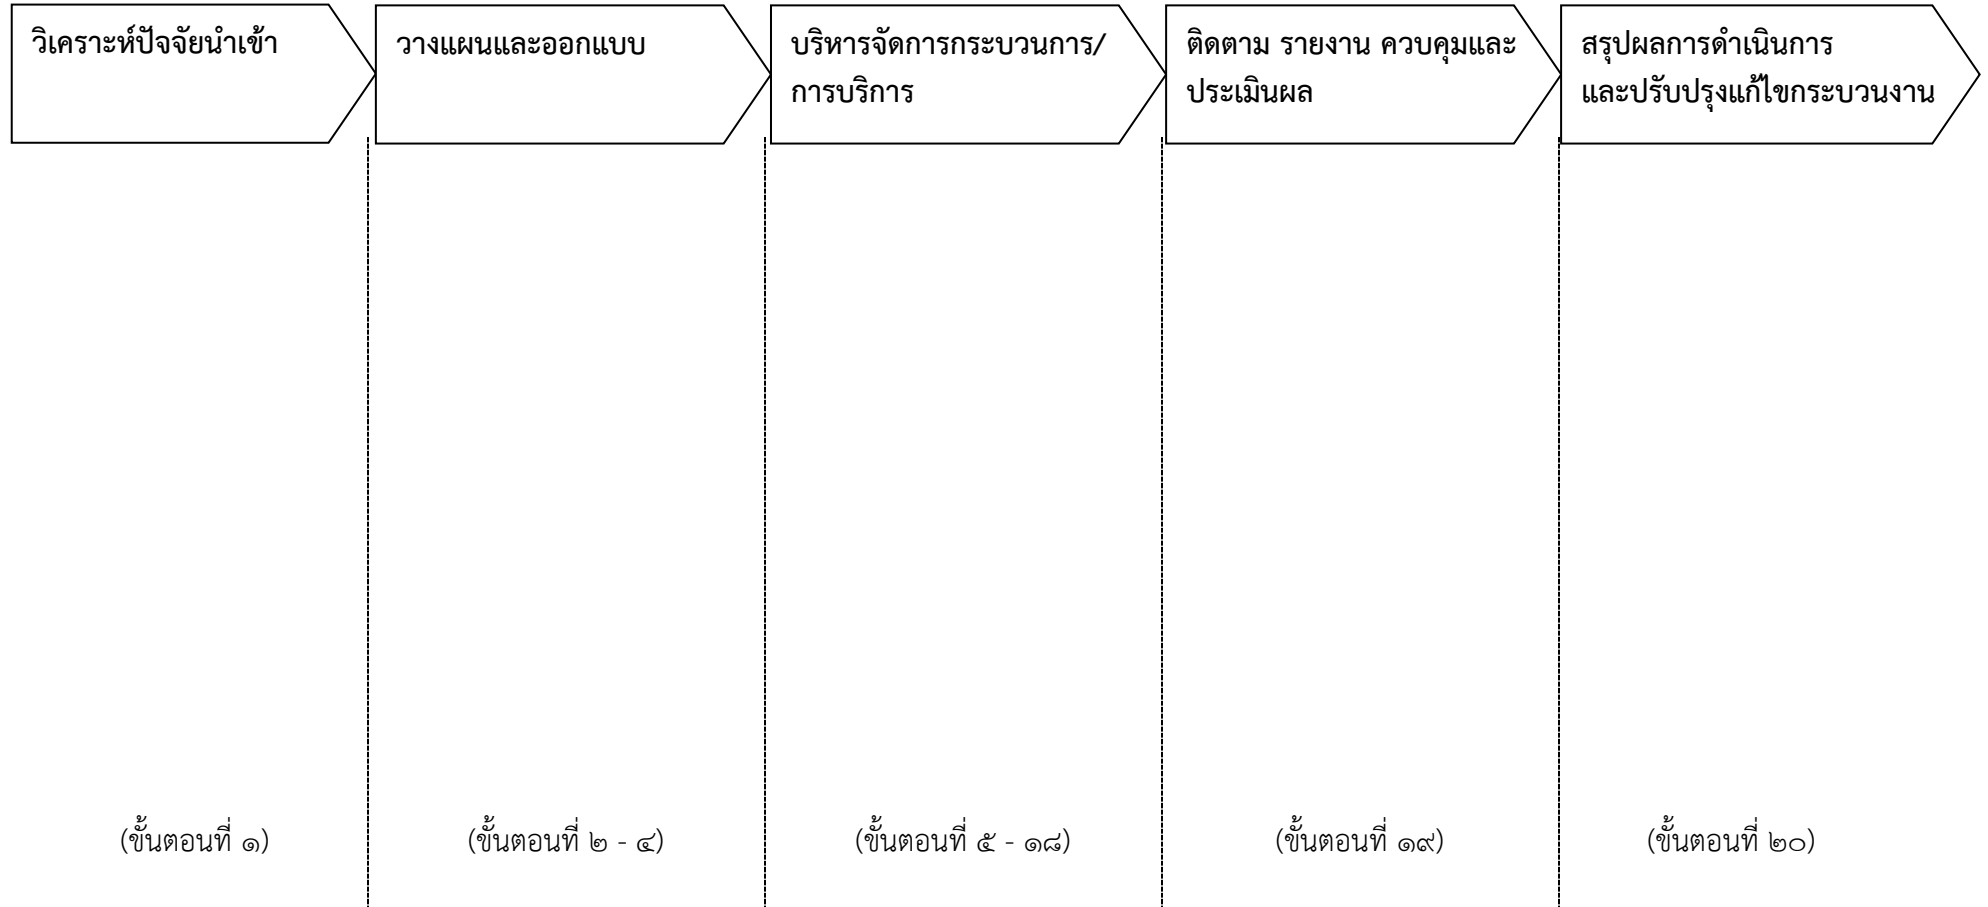 วิเคราะห์ปัจจัยนำเข้า
วางแผนและออกแบบ
บริหารจัดการกระบวนการ/
การบริการ
ติดตาม รายงาน ควบคุมและ
ประเมินผล
สรุปผลการดำเนินการ
และปรับปรุงแก้ไขกระบวนงาน
(ขั้นตอนที่ ๑)
(ขั้นตอนที่ ๒ - ๔)
(ขั้นตอนที่ ๕ - ๑๘)
(ขั้นตอนที่ ๑๙)
(ขั้นตอนที่ ๒๐)